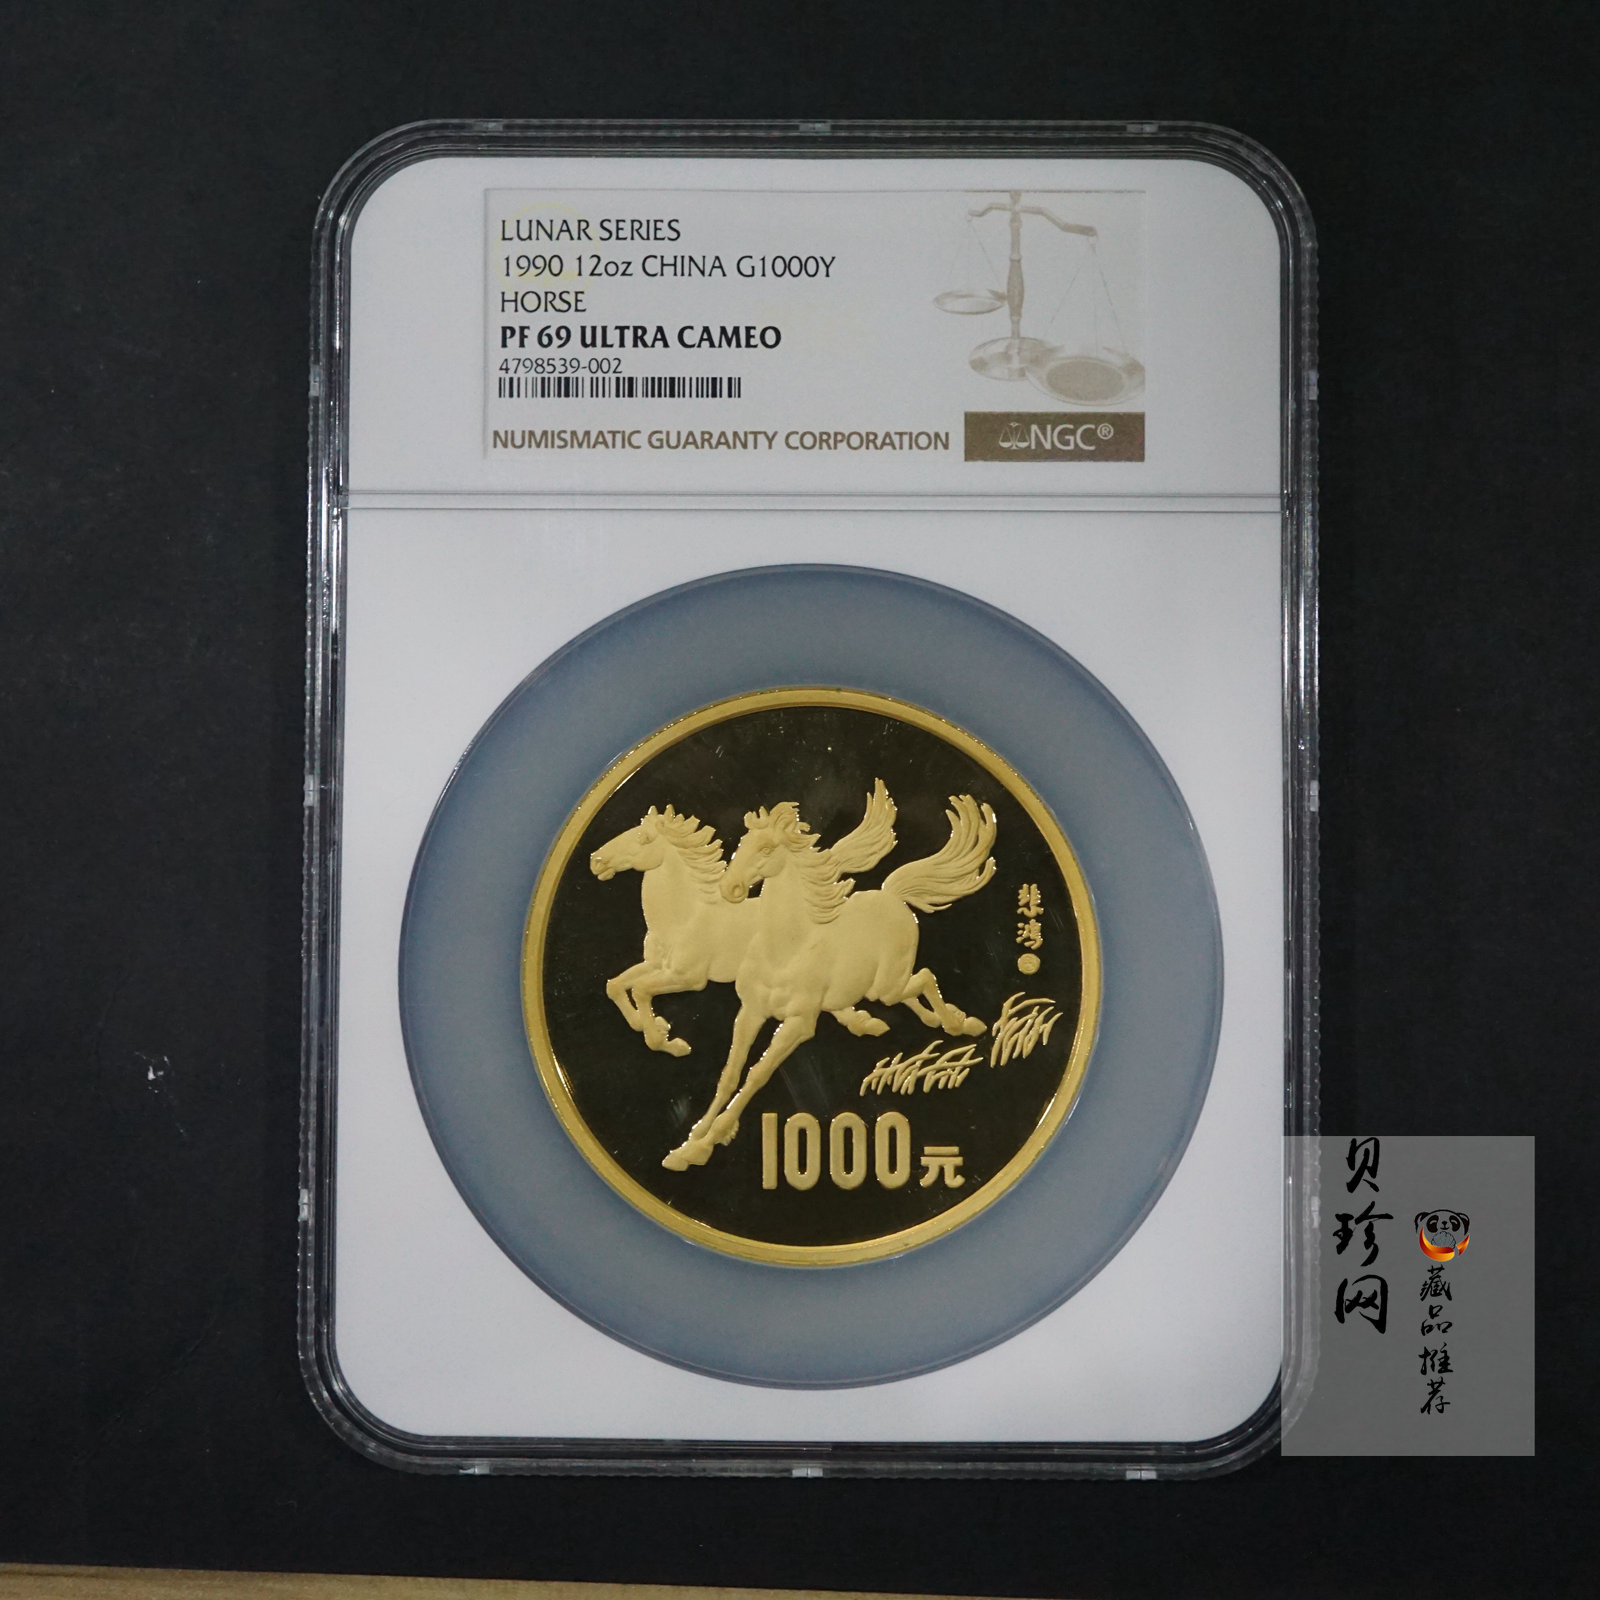 LUNAR SERIES
1990 12oz CHINA G1000Y
HORSE
PF 69 ULTRA CAMEO
4798539-002
NUMISMATIC GUARANTY CORPORATION
NGC®
悲鴻
1000元
贝珍网
藏品推荐